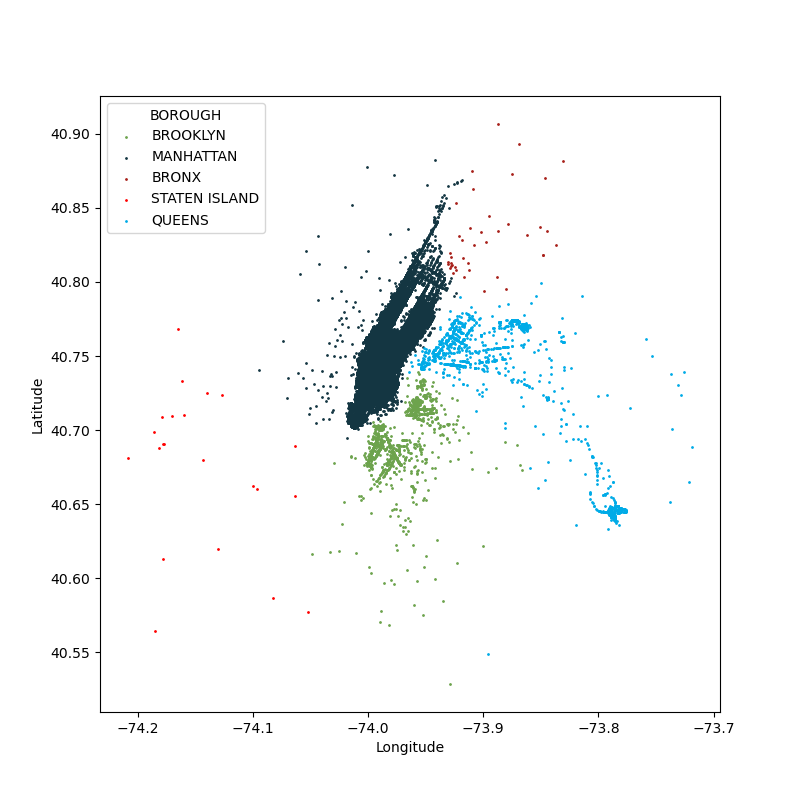 BOROUGH
BROOKLYN
MANHATTAN
BRONX
STATEN ISLAND
QUEENS
40.90
40.85
40.80
40.75
40.70
40.65
40.60
40.55
Latitude
−74.2 −74.1 −74.0 −73.9 −73.8 −73.7
Longitude